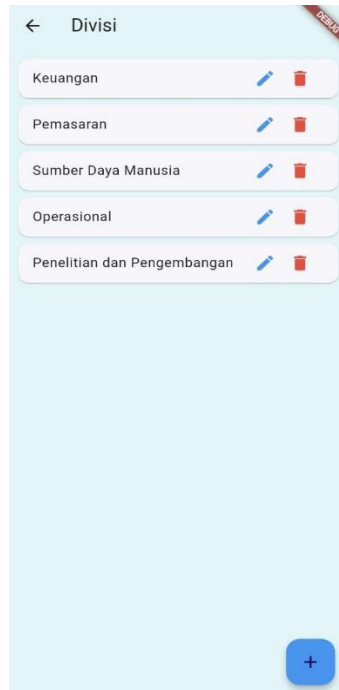 Divisi
DEBUG
Keuangan
Pemasaran
Sumber Daya Manusia
Operasional
Penelitian dan Pengembangan
+